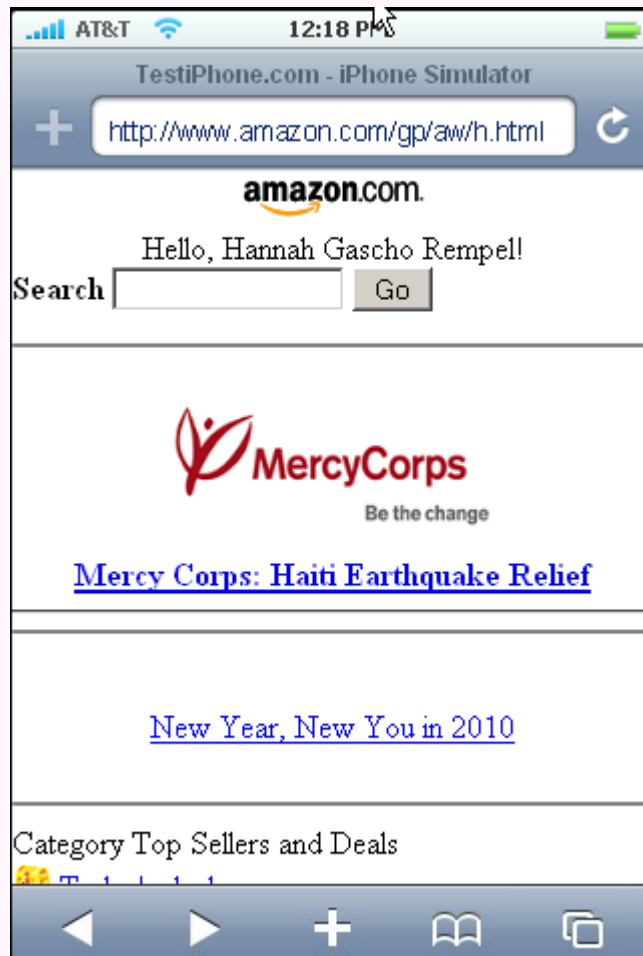 AT&T 12:18 PM
TestiPhone.com - iPhone Simulator
http://www.amazon.com/gp/aw/h.html
amazon.com.
Hello, Hannah Gascho Rempel!
Search Go
MercyCorps
Be the change
Mercy Corps: Haiti Earthquake Relief
New Year, New You in 2010
Category Top Sellers and Deals